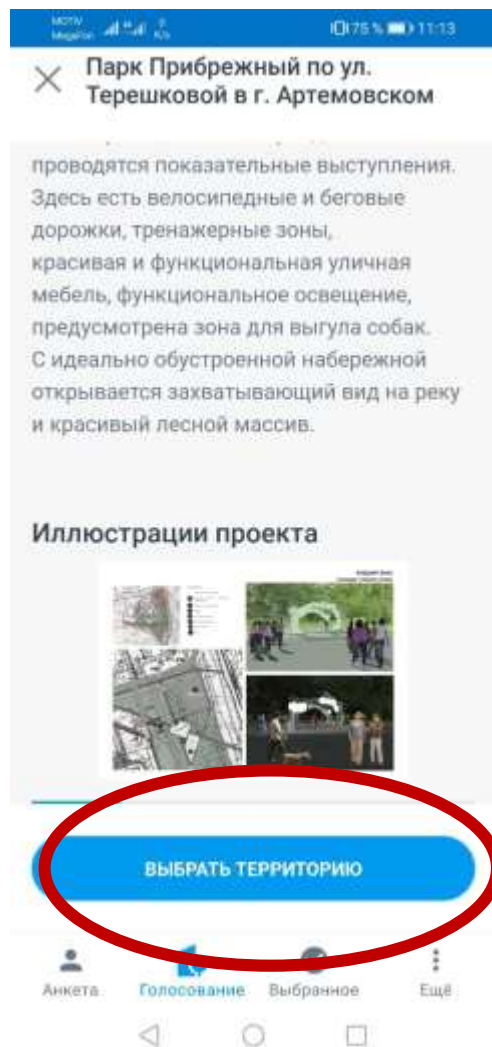 MOTIV
MegaFon
75 % 11:13
Парк Прибрежный по ул.
Терешковой в г. Артемовском
проводятся показательные выступления.
Здесь есть велосипедные и беговые
дорожки, тренажерные зоны,
красивая и функциональная уличная
мебель, функциональное освещение,
предусмотрена зона для выгула собак.
С идеально обустроенной набережной
открывается захватывающий вид на реку
и красивый лесной массив.
Иллюстрации проекта
ВЫБРАТЬ ТЕРРИТОРИЮ
Анкета Голосование Выбранное Ещё